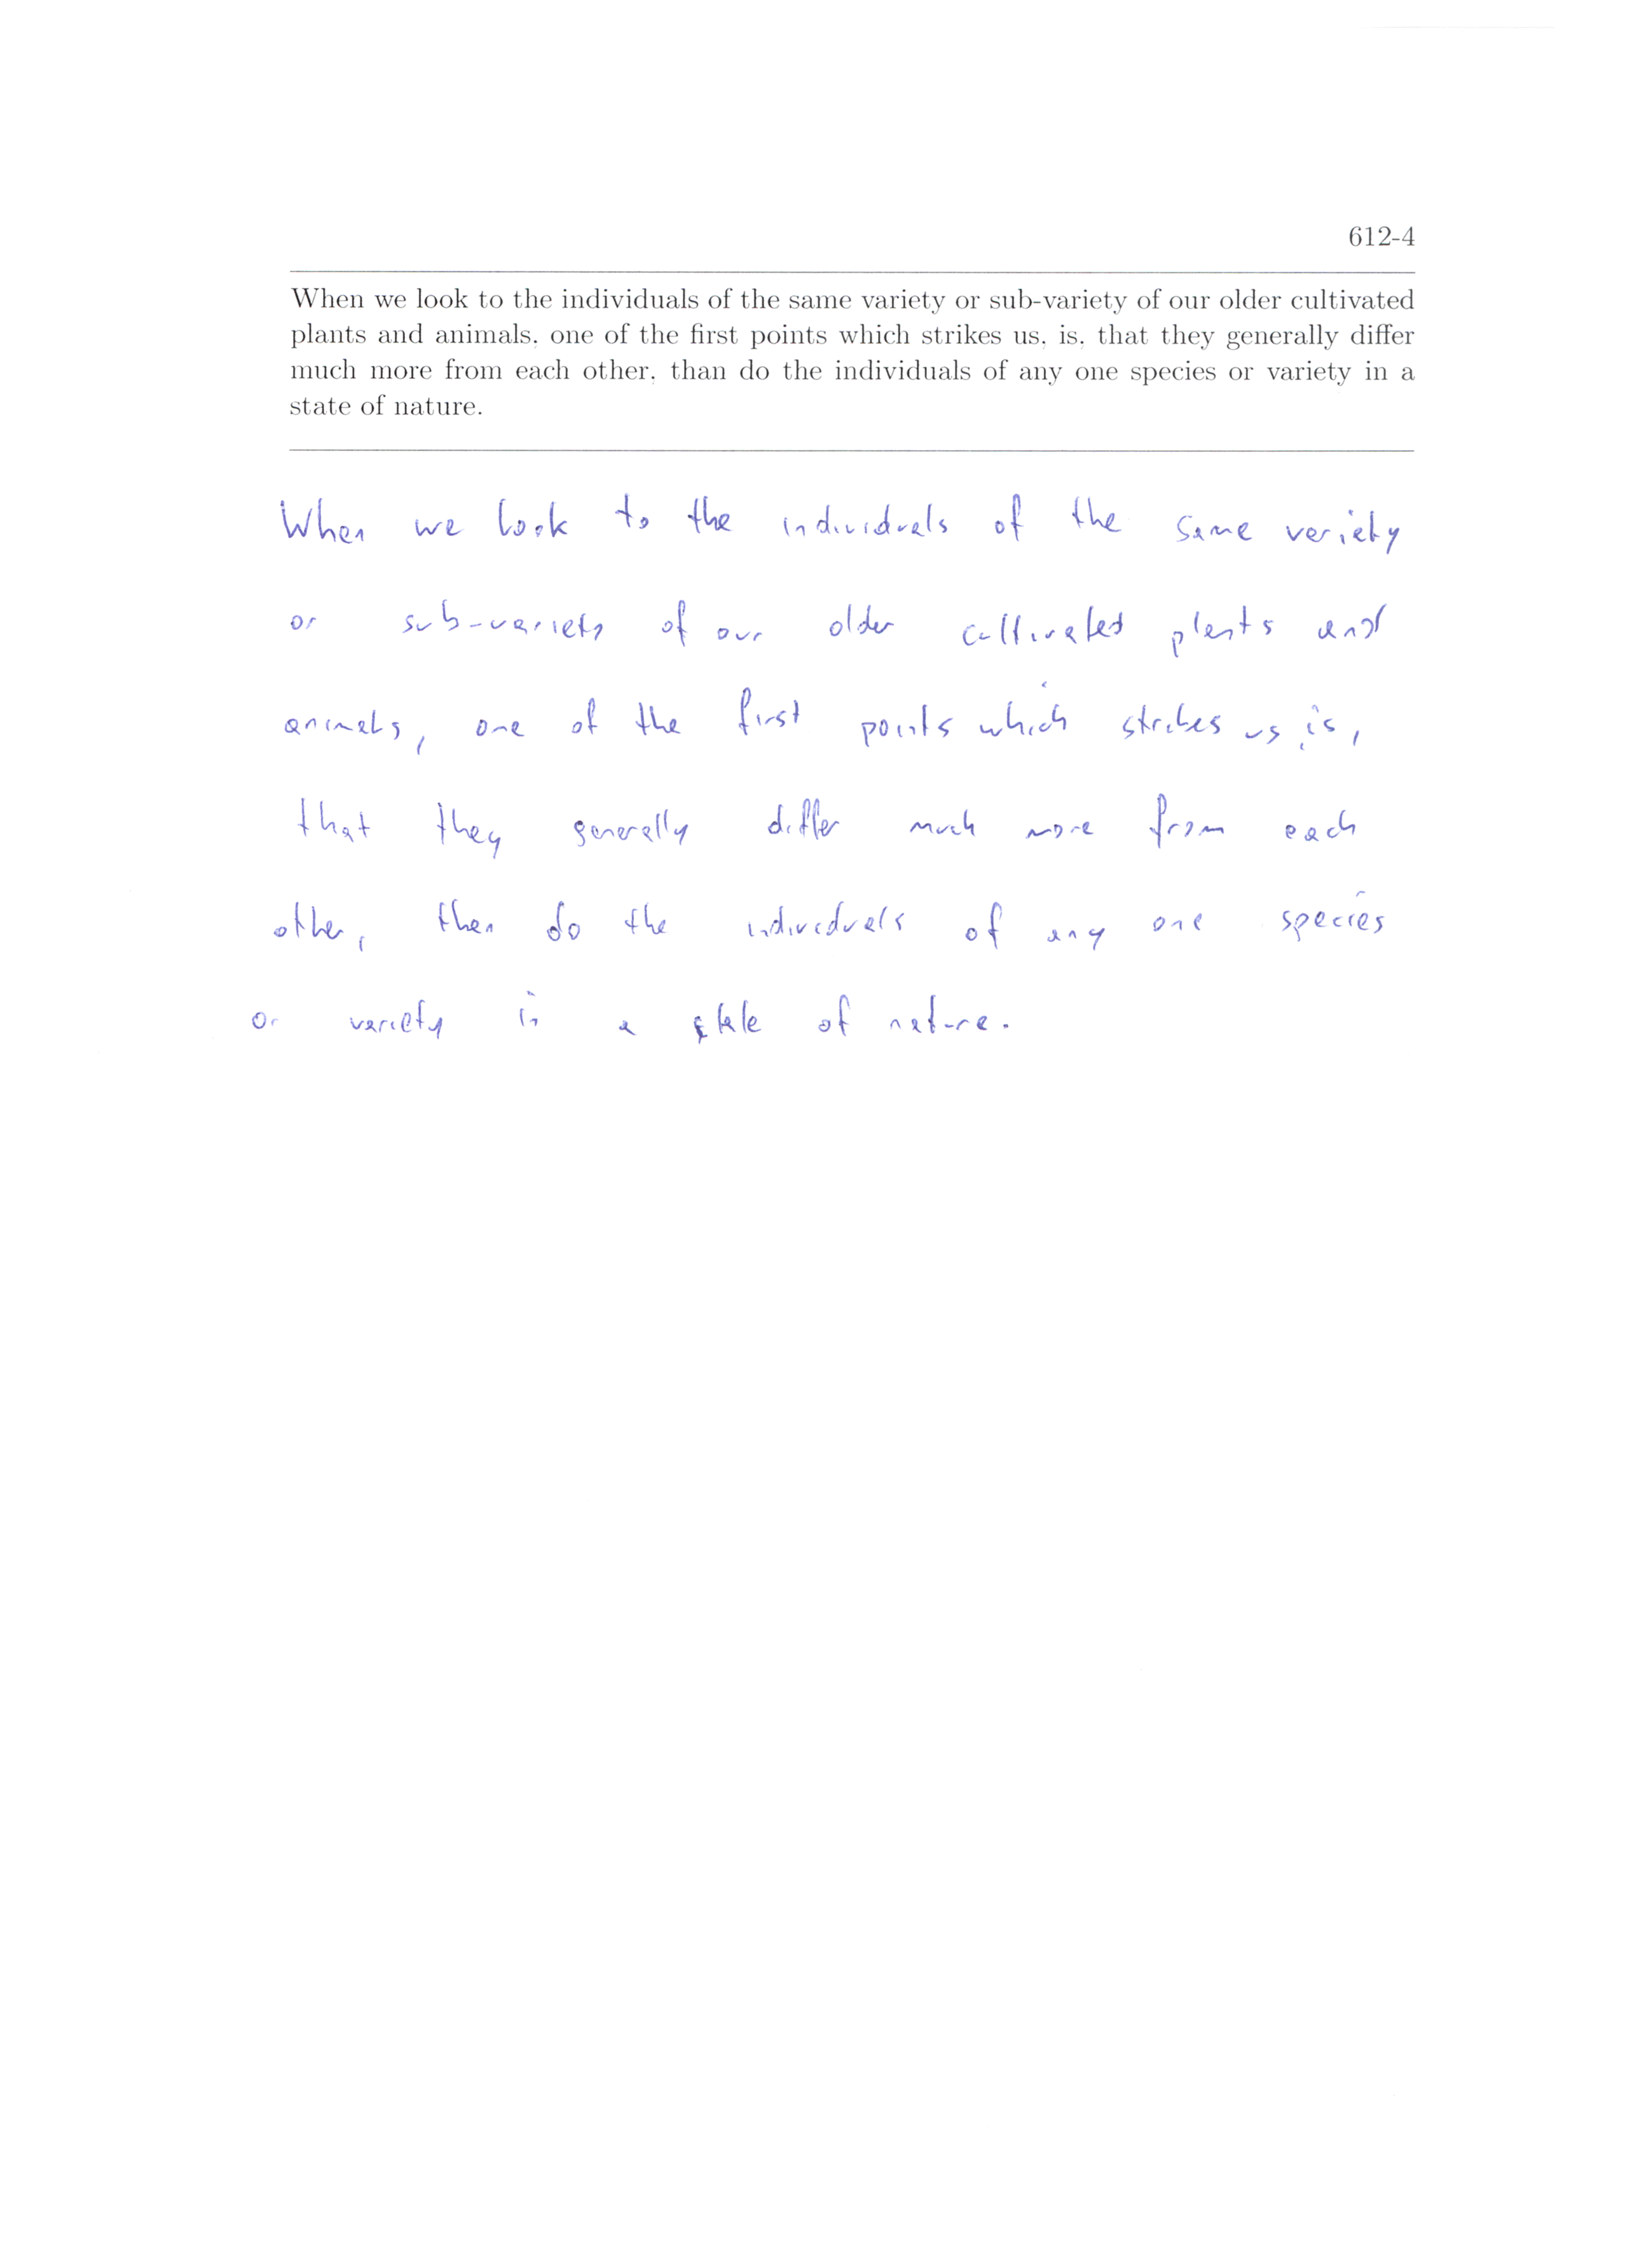 612-4
When we look to the individuals of the same variety or sub-variety of our older cultivated
plants and animals, one of the first points which strikes us, is, that they generally differ
much more from each other, than do the individuals of any one species or variety in a
state of nature.
When we look to the individuals of the same variety
or sub-variety of our older cultivated plants and
animals, one of the first points which strikes us, is,
that they generally differ much more from each
other, than do the individuals of any one species
or variety in a state of nature.